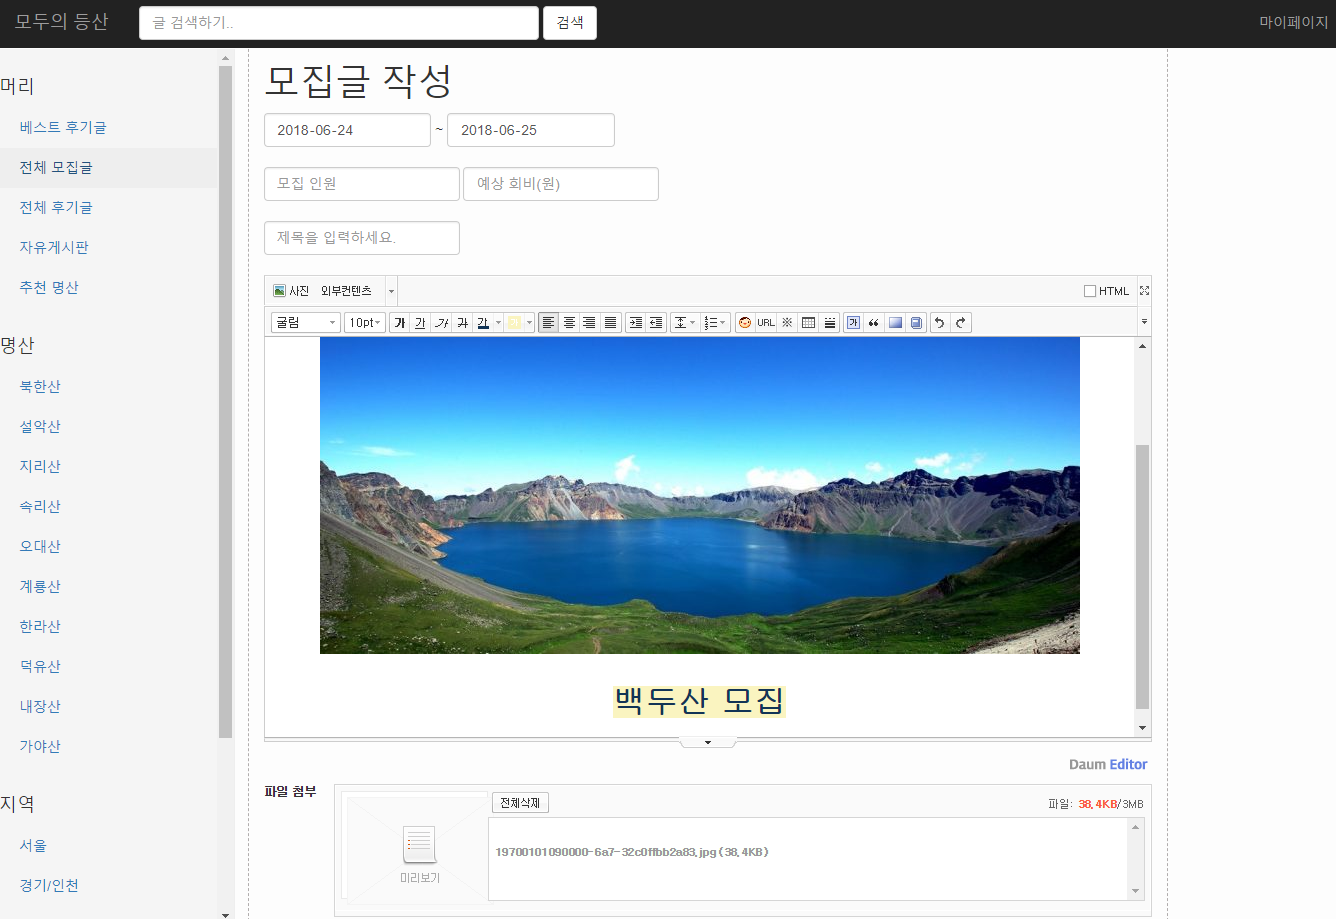 모두의 등산
글 검색하기..
검색
마이페이지
머리
베스트 후기글
전체 모집글
전체 후기글
자유게시판
추천 명산
명산
북한산
설악산
지리산
속리산
오대산
계룡산
한라산
덕유산
내장산
가야산
지역
서울
경기/인천
모집글 작성
2018-06-24 ~ 2018-06-25
모집 인원 예상 회비(원)
제목을 입력하세요.
사진 외부컨텐츠 HTML
굴림 10pt 가 가 가 가 가 URL 가
백두산 모집
Daum Editor
파일 첨부
전체삭제 파일: 38.4KB/3MB
미리보기
19700101090000-6a7-32c0ffbb2a83.jpg (38.4KB)